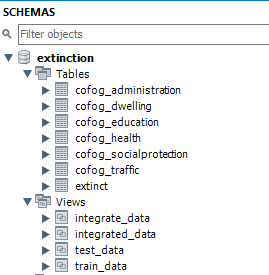 SCHEMAS
Filter objects
extinction
Tables
cofog_administration
cofog_dwelling
cofog_education
cofog_health
cofog_socialprotection
cofog_traffic
extinct
Views
integrate_data
integrated_data
test_data
train_data